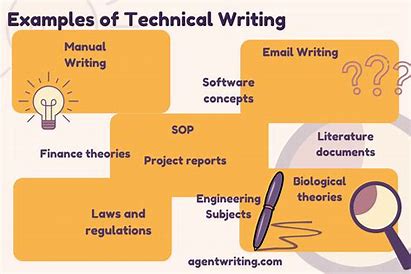 Examples of Technical Writing
Manual
Writing
Email Writing
Software
concepts
SOP
Finance theories
Project reports
Literature
documents
Biological
theories
Engineering
Subjects
Laws and
regulations
agentwriting.com